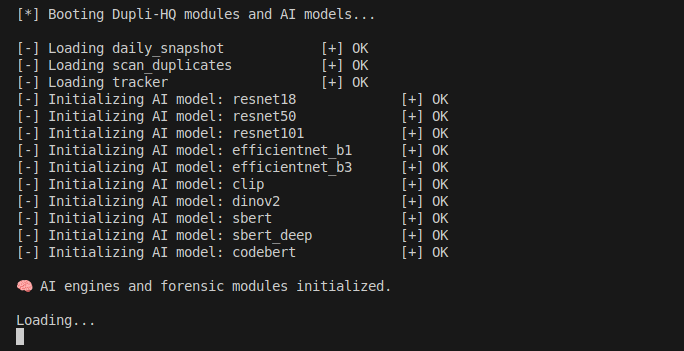 [*] Booting Dupli-HQ modules and AI models...
[-] Loading daily_snapshot [+] OK
[-] Loading scan_duplicates [+] OK
[-] Loading tracker [+] OK
[-] Initializing AI model: resnet18 [+] OK
[-] Initializing AI model: resnet50 [+] OK
[-] Initializing AI model: resnet101 [+] OK
[-] Initializing AI model: efficientnet_b1 [+] OK
[-] Initializing AI model: efficientnet_b3 [+] OK
[-] Initializing AI model: clip [+] OK
[-] Initializing AI model: dinov2 [+] OK
[-] Initializing AI model: sbert [+] OK
[-] Initializing AI model: sbert_deep [+] OK
[-] Initializing AI model: codebert [+] OK
🧠 AI engines and forensic modules initialized.
Loading...